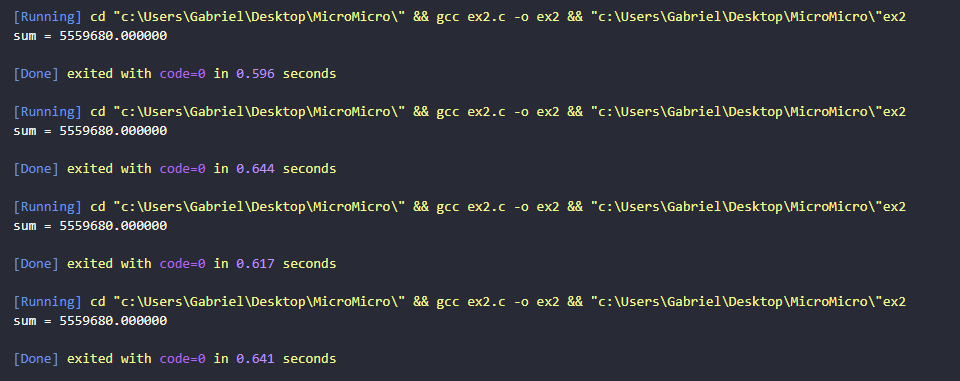 [Running] cd "c:\Users\Gabriel\Desktop\MicroMicro\" && gcc ex2.c -o ex2 && "c:\Users\Gabriel\Desktop\MicroMicro\"ex2
sum = 5559680.000000
[Done] exited with code=0 in 0.596 seconds
[Running] cd "c:\Users\Gabriel\Desktop\MicroMicro\" && gcc ex2.c -o ex2 && "c:\Users\Gabriel\Desktop\MicroMicro\"ex2
sum = 5559680.000000
[Done] exited with code=0 in 0.644 seconds
[Running] cd "c:\Users\Gabriel\Desktop\MicroMicro\" && gcc ex2.c -o ex2 && "c:\Users\Gabriel\Desktop\MicroMicro\"ex2
sum = 5559680.000000
[Done] exited with code=0 in 0.617 seconds
[Running] cd "c:\Users\Gabriel\Desktop\MicroMicro\" && gcc ex2.c -o ex2 && "c:\Users\Gabriel\Desktop\MicroMicro\"ex2
sum = 5559680.000000
[Done] exited with code=0 in 0.641 seconds